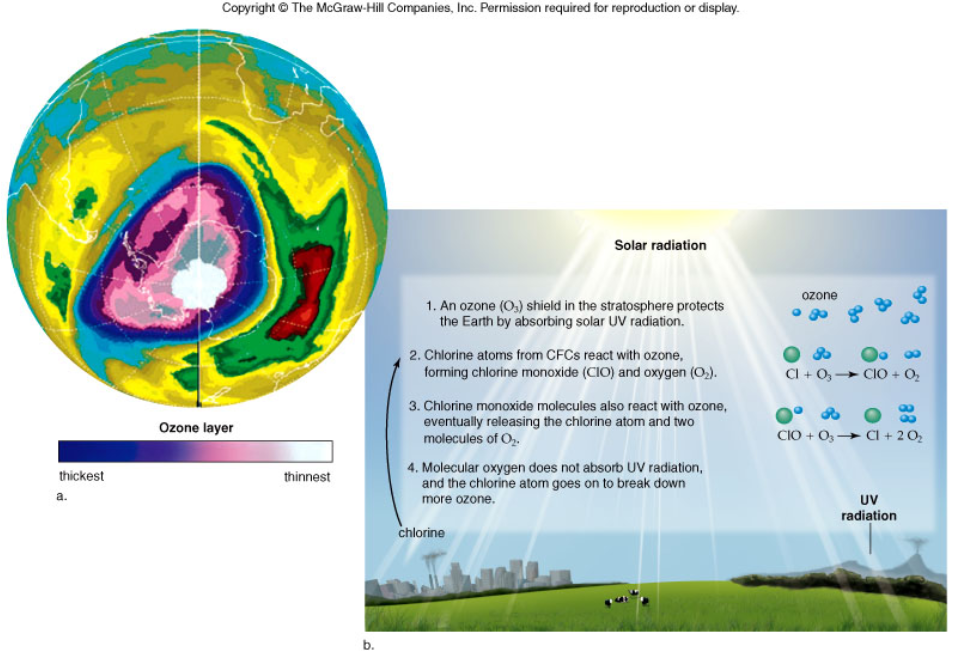 Copyright © The McGraw-Hill Companies, Inc. Permission required for reproduction or display.
Ozone layer
thickest
thinnest
a.
Solar radiation
1. An ozone (O₃) shield in the stratosphere protects
the Earth by absorbing solar UV radiation.
ozone
2. Chlorine atoms from CFCs react with ozone,
forming chlorine monoxide (ClO) and oxygen (O₂).
Cl + O₃ → ClO + O₂
3. Chlorine monoxide molecules also react with ozone,
eventually releasing the chlorine atom and two
molecules of O₂.
ClO + O₃ → Cl + 2 O₂
4. Molecular oxygen does not absorb UV radiation,
and the chlorine atom goes on to break down
more ozone.
UV
radiation
chlorine
b.